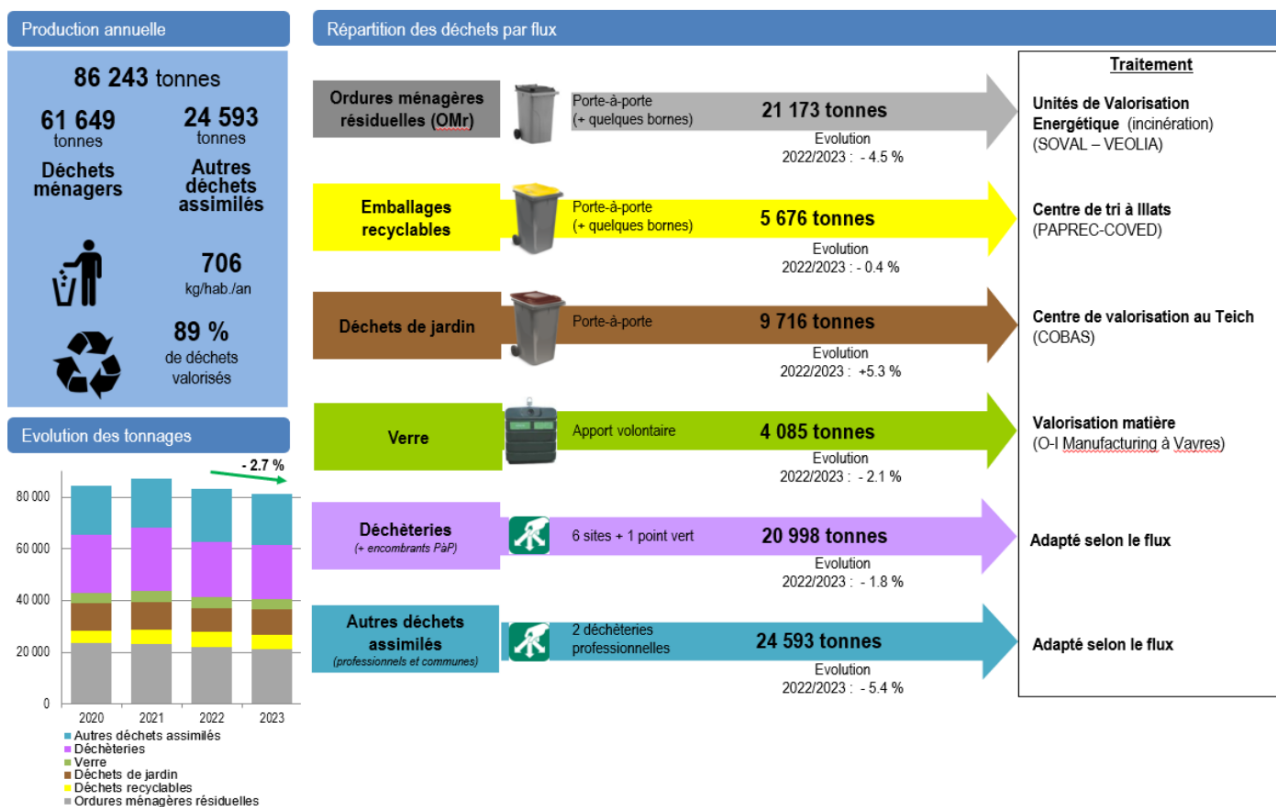 Production annuelle
86 243 tonnes
61 649
tonnes
Déchets
ménagers
24 593
tonnes
Autres
déchets
assimilés
706
kg/hab./an
89 %
de déchets
valorisés
Evolution des tonnages
- 2.7 %
80 000
60 000
40 000
20 000
0
2020 2021 2022 2023
Autres déchets assimilés
Déchèteries
Verre
Déchets de jardin
Déchets recyclables
Ordures ménagères résiduelles
Répartition des déchets par flux
Ordures ménagères
résiduelles (OMr)
Porte-à-porte
(+ quelques bornes)
21 173 tonnes
Evolution
2022/2023 : - 4.5 %
Emballages
recyclables
Porte-à-porte
(+ quelques bornes)
5 676 tonnes
Evolution
2022/2023 : - 0.4 %
Déchets de jardin
Porte-à-porte
9 716 tonnes
Evolution
2022/2023 : +5.3 %
Verre
Apport volontaire
4 085 tonnes
Evolution
2022/2023 : - 2.1 %
Déchèteries
(+ encombrants PàP)
6 sites + 1 point vert
20 998 tonnes
Evolution
2022/2023 : - 1.8 %
Autres déchets
assimilés
(professionnels et communes)
2 déchèteries
professionnelles
24 593 tonnes
Evolution
2022/2023 : - 5.4 %
Traitement
Unités de Valorisation
Energétique (incinération)
(SOVAL – VEOLIA)
Centre de tri à Illats
(PAPREC-COVED)
Centre de valorisation au Teich
(COBAS)
Valorisation matière
(O-I Manufacturing à Vayres)
Adapté selon le flux
Adapté selon le flux